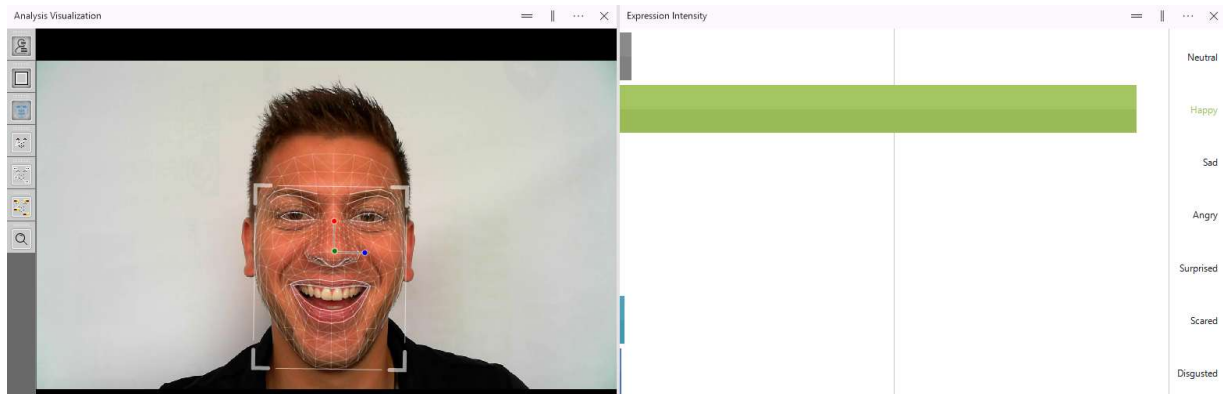 Analysis Visualization
Expression Intensity
Neutral
Happy
Sad
Angry
Surprised
Scared
Disgusted